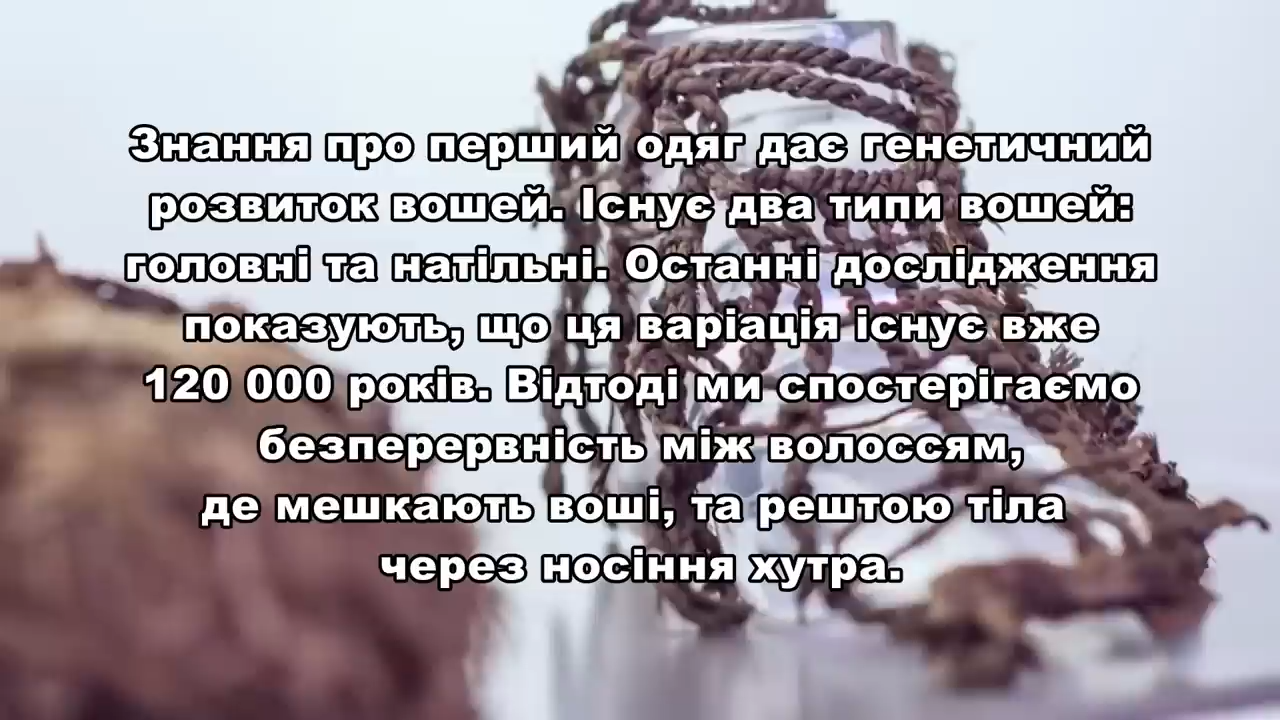 Знання про перший одяг дає генетичний
розвиток вошей. Існує два типи вошей:
головні та натільні. Останні дослідження
показують, що ця варіація існує вже
120 000 років. Відтоді ми спостерігаємо
безперервність між волоссям,
де мешкають воші, та рештою тіла
через носіння хутра.